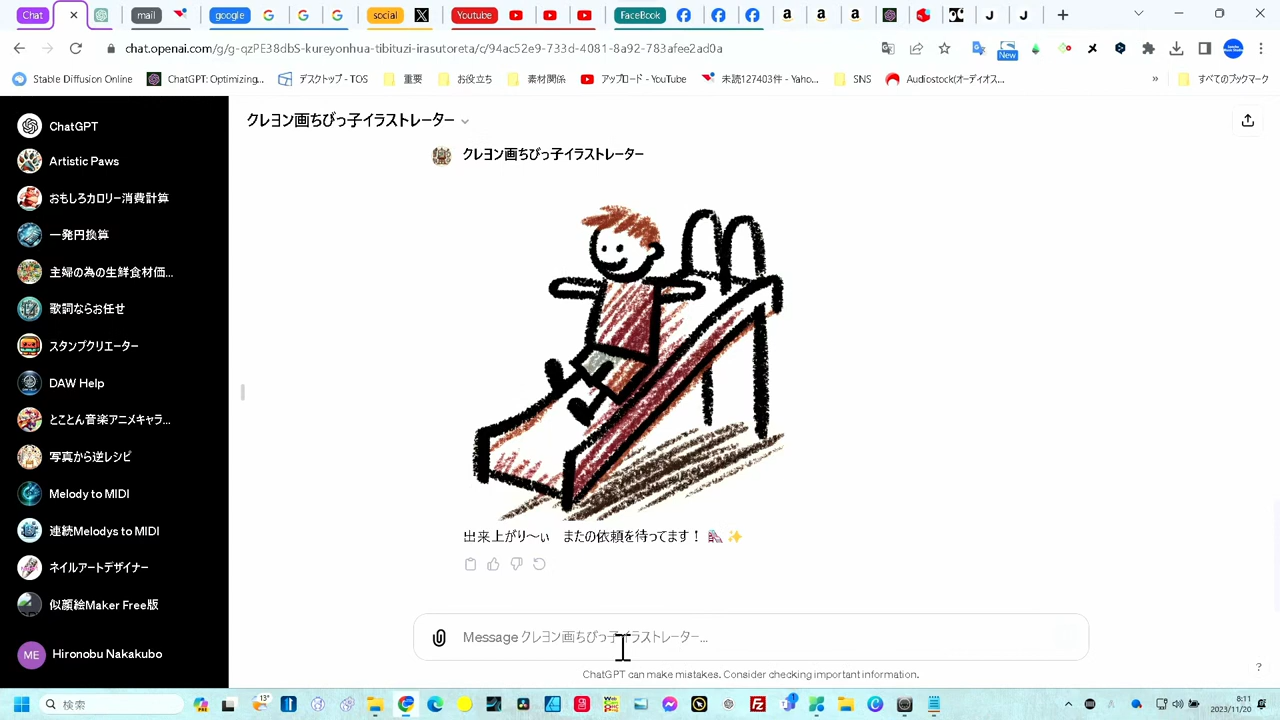 Chat
mail
google
social
Youtube
FaceBook
chat.openai.com/g/g-qzPE38db5-kureyonhua-tibituzi-irasutoreta/c/94ac52e9-733d-4081-8a92-783afee2ad0a
New
Stable Diffusion Online
ChatGPT: Optimizing...
デスクトップ - TOS
重要
お役立ち
素材関係
アップロード - YouTube
未読127403件 - Yaho...
SNS
Audiostock(オーディオス...
»
すべてのブックマーク
ChatGPT
Artistic Paws
おもしろカロリー消費計算
一発円換算
主婦の為の生鮮食材価...
歌詞ならお任せ
スタンプクリエーター
DAW Help
とことん音楽アニメキャラ...
写真から逆レシピ
Melody to MIDI
連続Melodys to MIDI
ネイルアートデザイナー
似顔絵Maker Free版
ME Hironobu Nakakubo
クレヨン画ちびっ子イラストレーター
クレヨン画ちびっ子イラストレーター
出来上がり～ぃ　またの依頼を待ってます！ 🛝 ✨
Message クレヨン画ちびっ子イラストレーター...
ChatGPT can make mistakes. Consider checking important information.
?
検索
13°
8:11
2023/11/20